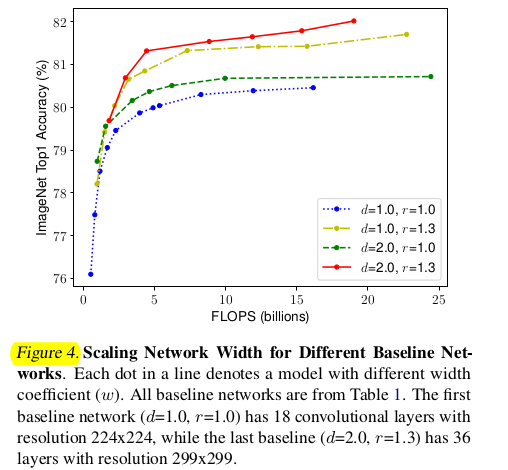 82
81
80
79
78
77
76
ImageNet Top1 Accuracy (%)
d=1.0, r=1.0
d=1.0, r=1.3
d=2.0, r=1.0
d=2.0, r=1.3
0 5 10 15 20 25
FLOPS (billions)
Figure 4. Scaling Network Width for Different Baseline Net-
works. Each dot in a line denotes a model with different width
coefficient (w). All baseline networks are from Table 1. The first
baseline network (d=1.0, r=1.0) has 18 convolutional layers with
resolution 224x224, while the last baseline (d=2.0, r=1.3) has 36
layers with resolution 299x299.